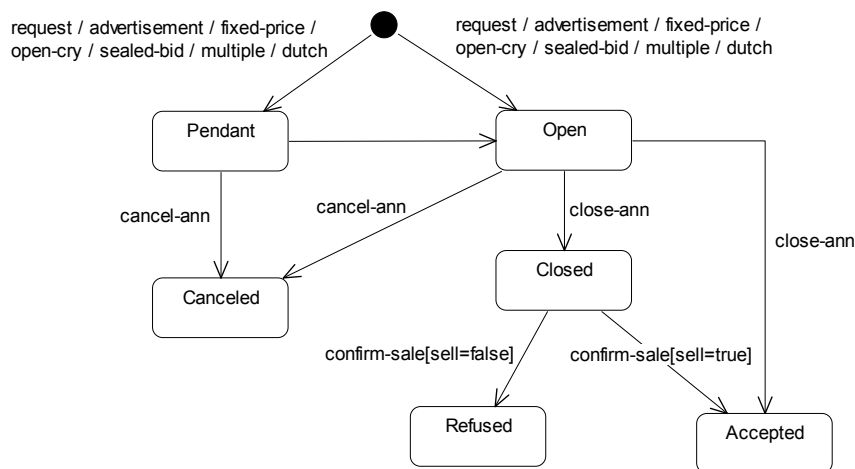 request / advertisement / fixed-price /
open-cry / sealed-bid / multiple / dutch
request / advertisement / fixed-price /
open-cry / sealed-bid / multiple / dutch
Pendant
Open
cancel-ann
cancel-ann
close-ann
close-ann
Canceled
Closed
confirm-sale[sell=false]
confirm-sale[sell=true]
Refused
Accepted